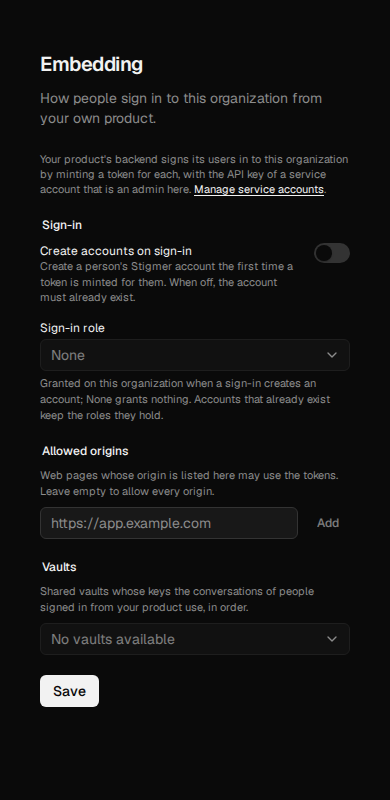 Embedding
How people sign in to this organization from
your own product.
Your product's backend signs its users in to this organization
by minting a token for each, with the API key of a service
account that is an admin here. Manage service accounts.
Sign-in
Create accounts on sign-in
Create a person's Stigmer account the first time a
token is minted for them. When off, the account
must already exist.
Sign-in role
None
Granted on this organization when a sign-in creates an
account; None grants nothing. Accounts that already exist
keep the roles they hold.
Allowed origins
Web pages whose origin is listed here may use the tokens.
Leave empty to allow every origin.
https://app.example.com
Add
Vaults
Shared vaults whose keys the conversations of people
signed in from your product use, in order.
No vaults available
Save